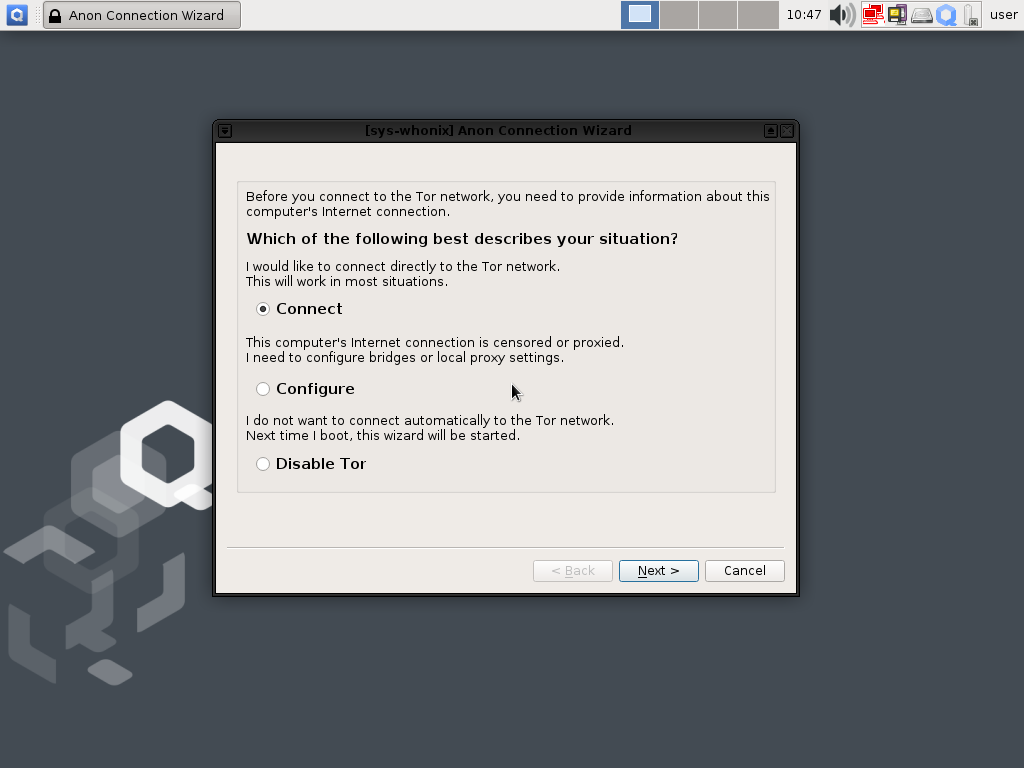 Anon Connection Wizard
10:47
user
[sys-whonix] Anon Connection Wizard
Before you connect to the Tor network, you need to provide information about this
computer's Internet connection.
Which of the following best describes your situation?
I would like to connect directly to the Tor network.
This will work in most situations.
Connect
This computer's Internet connection is censored or proxied.
I need to configure bridges or local proxy settings.
Configure
I do not want to connect automatically to the Tor network.
Next time I boot, this wizard will be started.
Disable Tor
< Back
Next >
Cancel